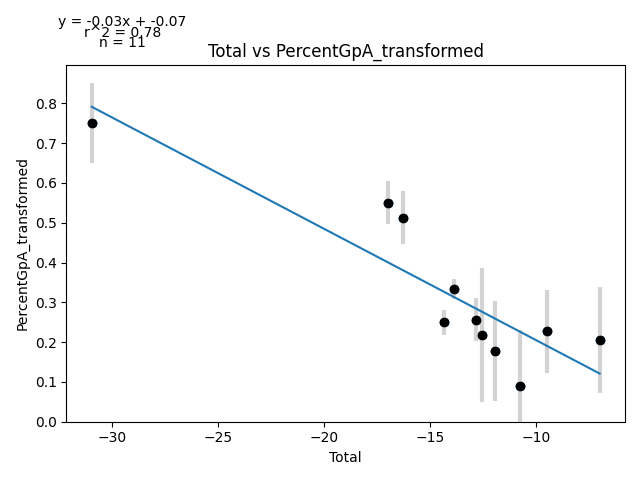 y = -0.03x + -0.07
r^2 = 0.78
n = 11
Total vs PercentGpA_transformed
PercentGpA_transformed
0.8
0.7
0.6
0.5
0.4
0.3
0.2
0.1
0.0
−30
−25
−20
−15
−10
Total